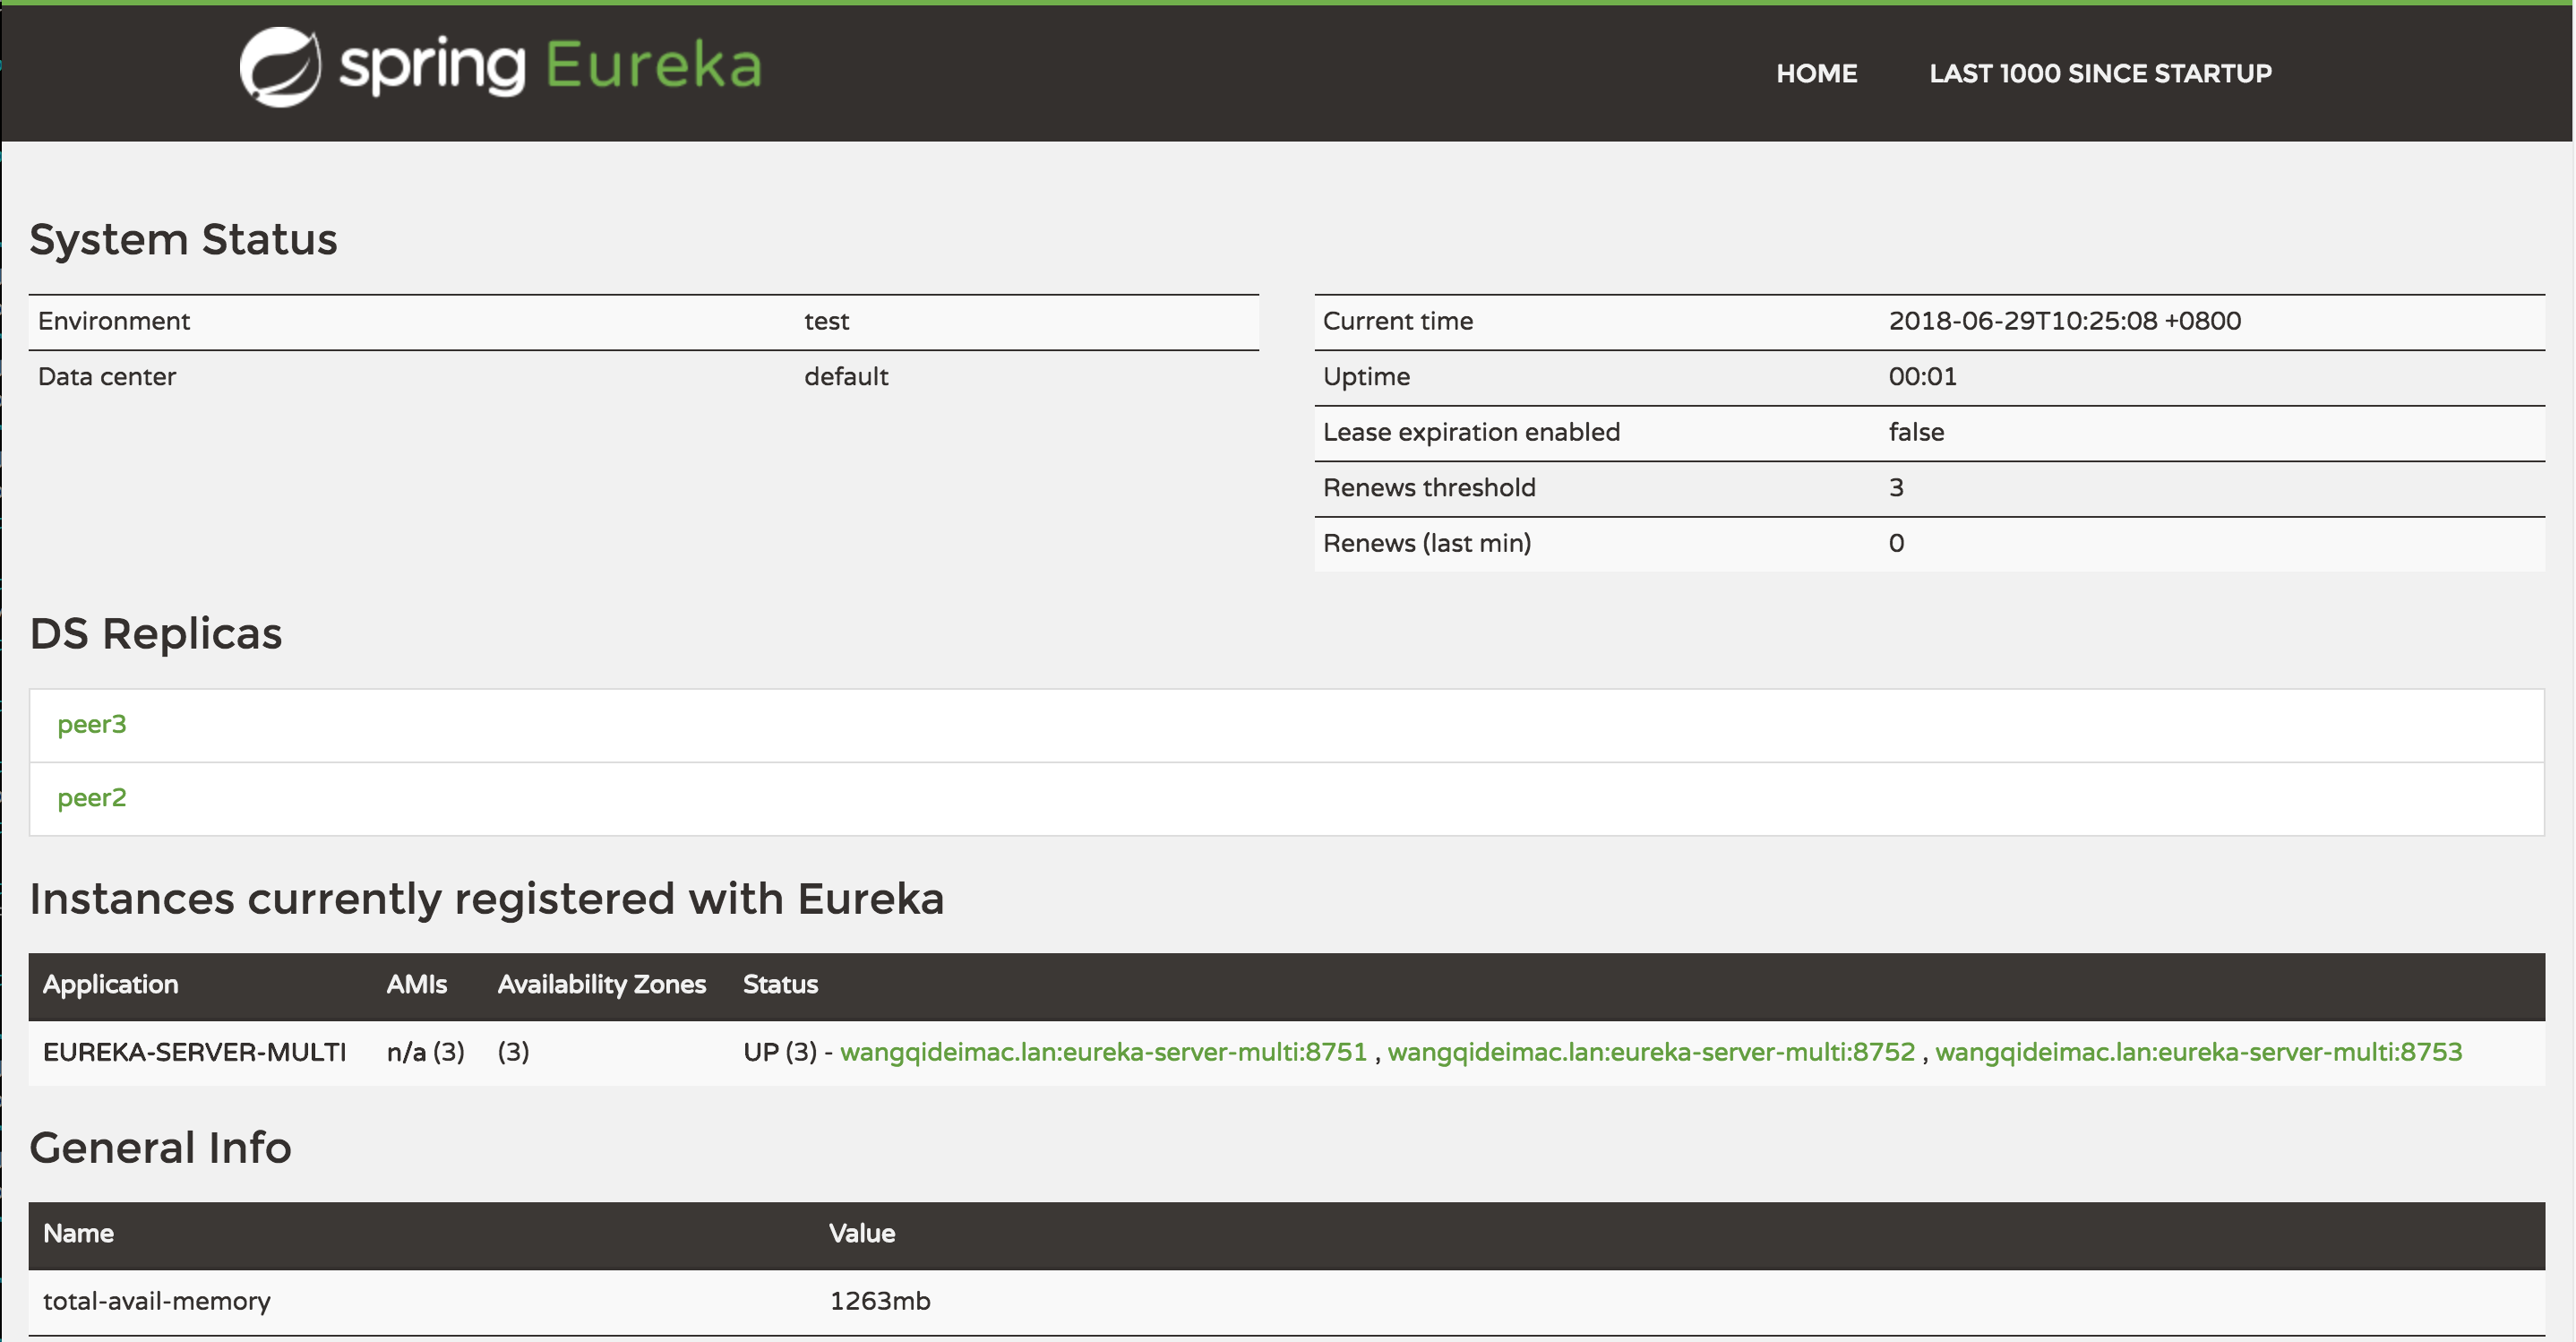 spring Eureka
HOME LAST 1000 SINCE STARTUP
System Status
Environment test
Data center default
Current time 2018-06-29T10:25:08 +0800
Uptime 00:01
Lease expiration enabled false
Renews threshold 3
Renews (last min) 0
DS Replicas
peer3
peer2
Instances currently registered with Eureka
Application AMIs Availability Zones Status
EUREKA-SERVER-MULTI n/a (3) (3) UP (3) - wangqideimac.lan:eureka-server-multi:8751 , wangqideimac.lan:eureka-server-multi:8752 , wangqideimac.lan:eureka-server-multi:8753
General Info
Name Value
total-avail-memory 1263mb